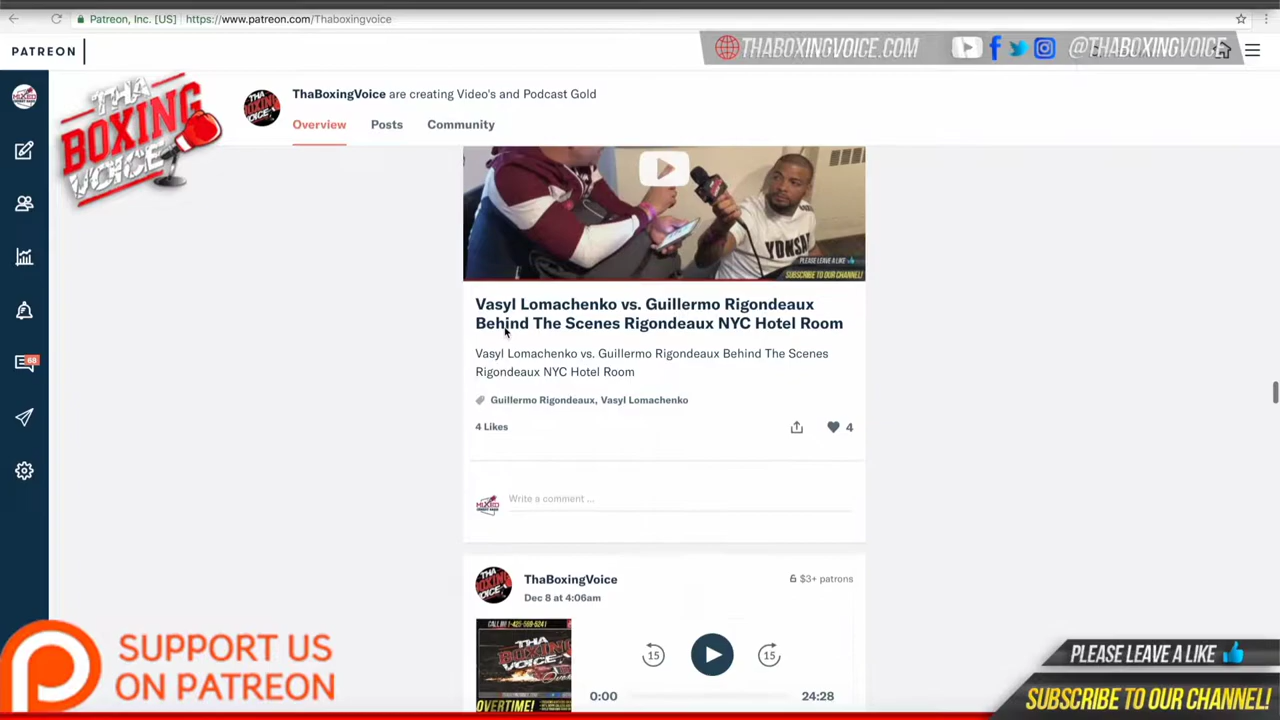 Patreon, Inc. [US] https://www.patreon.com/Thaboxingvoice
PATREON
THABOXINGVOICE.COM
@THABOXINGVOICE
THA BOXING VOICE
ThaBoxingVoice are creating Video's and Podcast Gold
Overview Posts Community
YONSA
PLEASE LEAVE A LIKE
SUBSCRIBE TO OUR CHANNEL!
Vasyl Lomachenko vs. Guillermo Rigondeaux
Behind The Scenes Rigondeaux NYC Hotel Room
Vasyl Lomachenko vs. Guillermo Rigondeaux Behind The Scenes
Rigondeaux NYC Hotel Room
Guillermo Rigondeaux, Vasyl Lomachenko
4 Likes
4
68
Write a comment ...
ThaBoxingVoice
Dec 8 at 4:06am
$3+ patrons
THA
BOXING
VOICE
OVERTIME!
15
15
0:00
24:28
SUPPORT US
ON PATREON
PLEASE LEAVE A LIKE
SUBSCRIBE TO OUR CHANNEL!